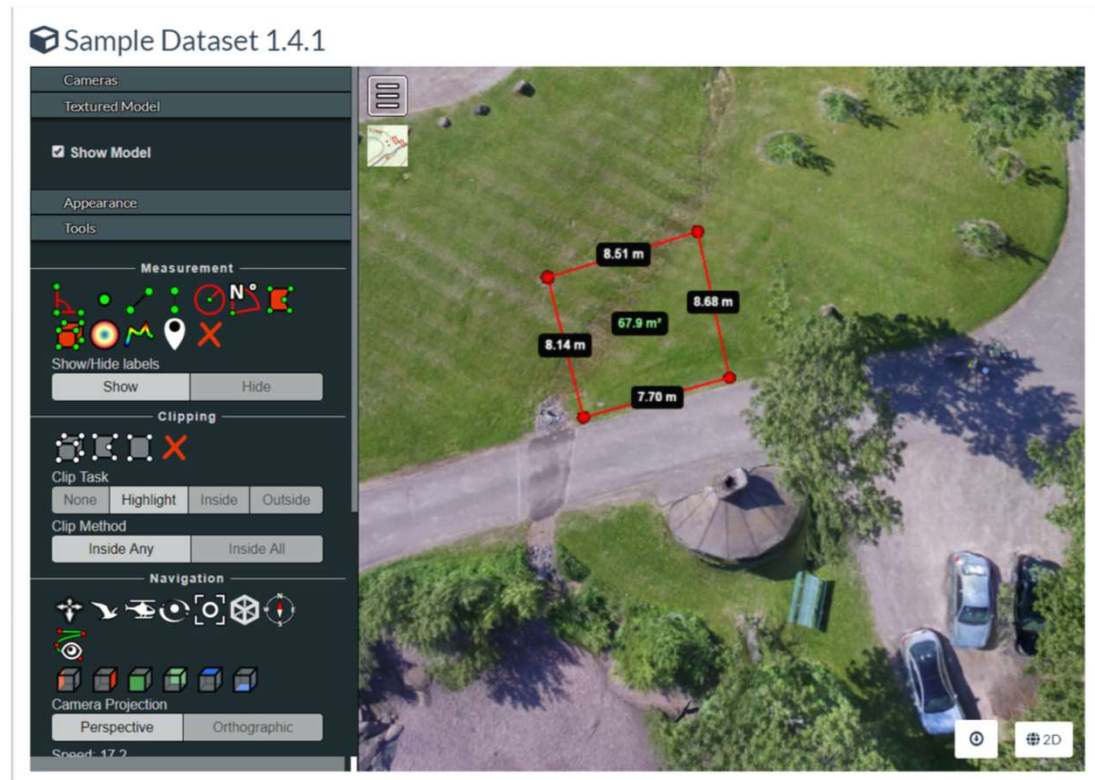 Sample Dataset 1.4.1
Cameras
Textured Model
Show Model
Appearance
Tools
Measurement
N°
Show/Hide labels
Show Hide
Clipping
Clip Task
None Highlight Inside Outside
Clip Method
Inside Any Inside All
Navigation
N
S
Camera Projection
Perspective Orthographic
Speed: 17.2
8.51 m
8.68 m
67.9 m²
8.14 m
7.70 m
2D